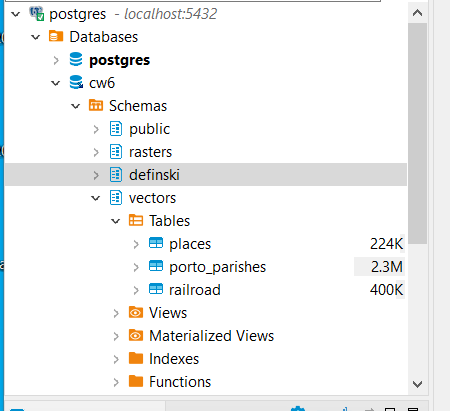 postgres - localhost:5432
Databases
postgres
cw6
Schemas
public
rasters
definski
vectors
Tables
places 224K
porto_parishes 2.3M
railroad 400K
Views
Materialized Views
Indexes
Functions